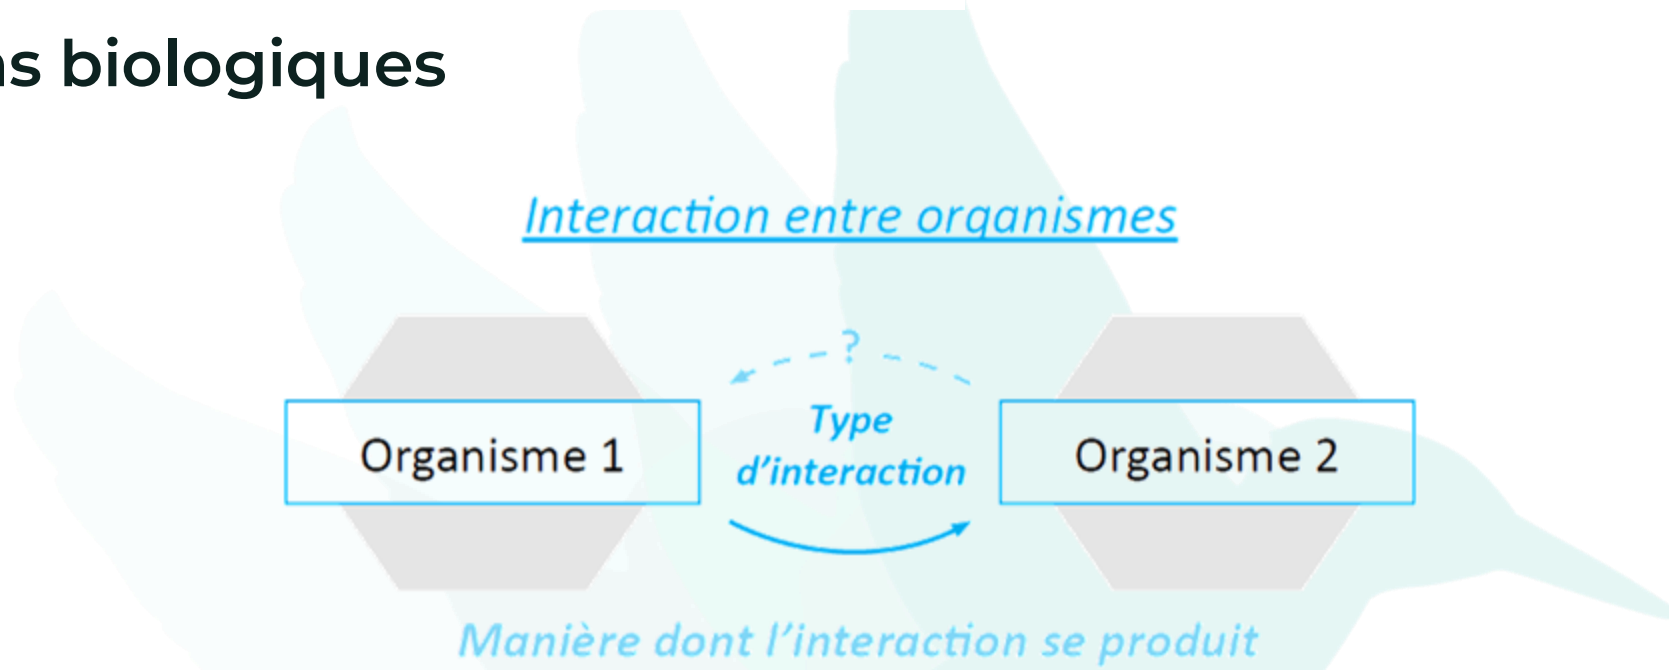 ns biologiques
Interaction entre organismes
?
Type
d'interaction
Organisme 1
Organisme 2
Manière dont l'interaction se produit